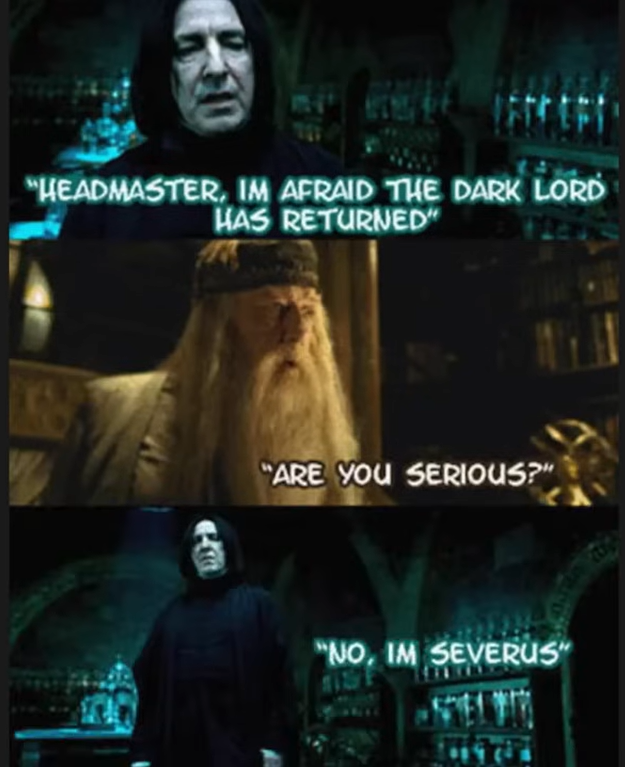 "HEADMASTER, IM AFRAID THE DARK LORD
HAS RETURNED"
"ARE YOU SERIOUS?"
"NO, IM SEVERUS"